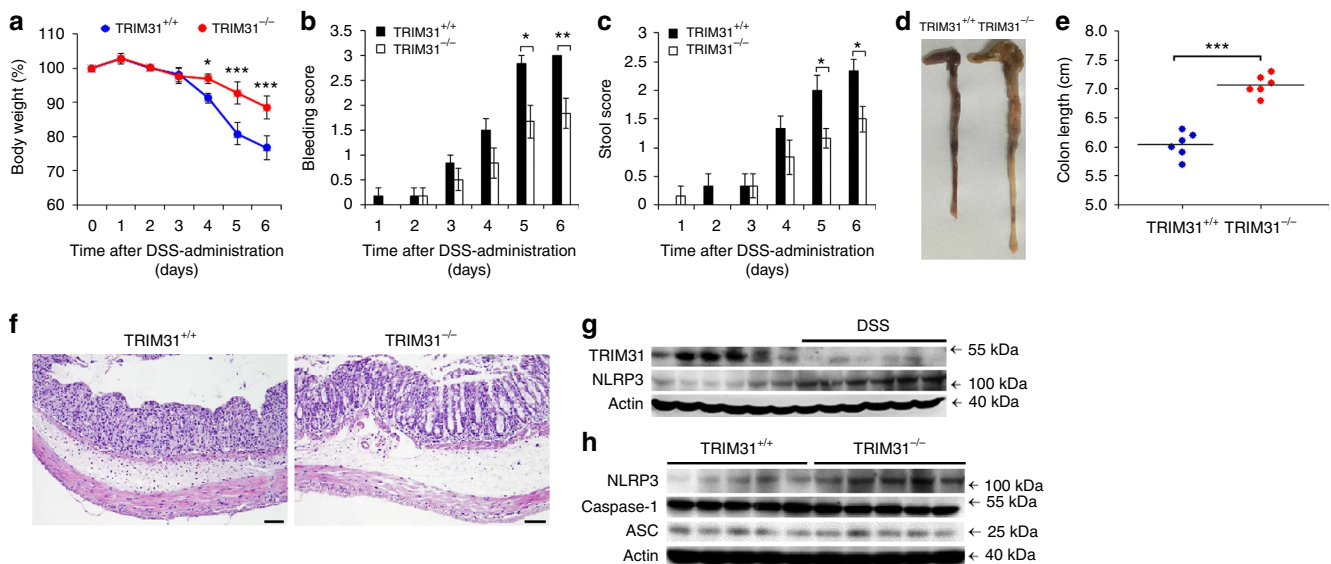 a
TRIM31+/+ TRIM31−/−
110
100
90
80
70
60
Body weight (%)
* *** ***
0 1 2 3 4 5 6
Time after DSS-administration
(days)
b
TRIM31+/+
TRIM31−/−
3.5
3
2.5
2
1.5
1
0.5
0
Bleeding score
* **
1 2 3 4 5 6
Time after DSS-administration
(days)
c
TRIM31+/+
TRIM31−/−
3
2.5
2
1.5
1
0.5
0
Stool score
* *
1 2 3 4 5 6
Time after DSS-administration
(days)
d
TRIM31+/+ TRIM31−/−
e
***
8.0
7.0
6.0
5.0
Colon length (cm)
TRIM31+/+ TRIM31−/−
f
TRIM31+/+ TRIM31−/−
g
DSS
TRIM31 ← 55 kDa
NLRP3 ← 100 kDa
Actin ← 40 kDa
h
TRIM31+/+ TRIM31−/−
NLRP3 ← 100 kDa
Caspase-1 ← 55 kDa
ASC ← 25 kDa
Actin ← 40 kDa